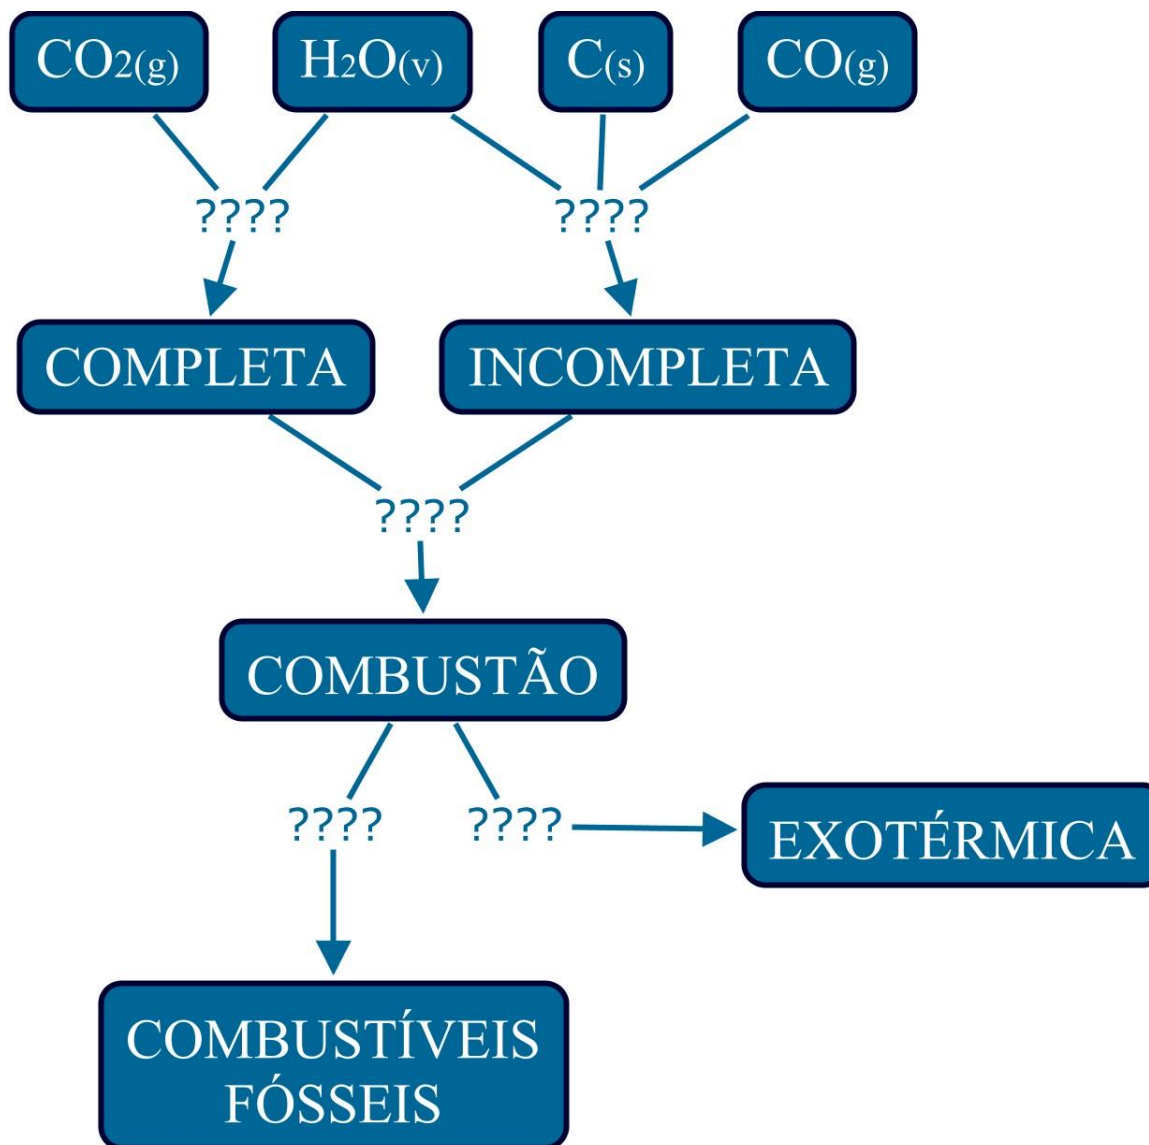 CO2(g)
H2O(v)
C(s)
CO(g)
????
????
COMPLETA
INCOMPLETA
????
COMBUSTÃO
????
????
EXOTÉRMICA
COMBUSTÍVEIS
FÓSSEIS